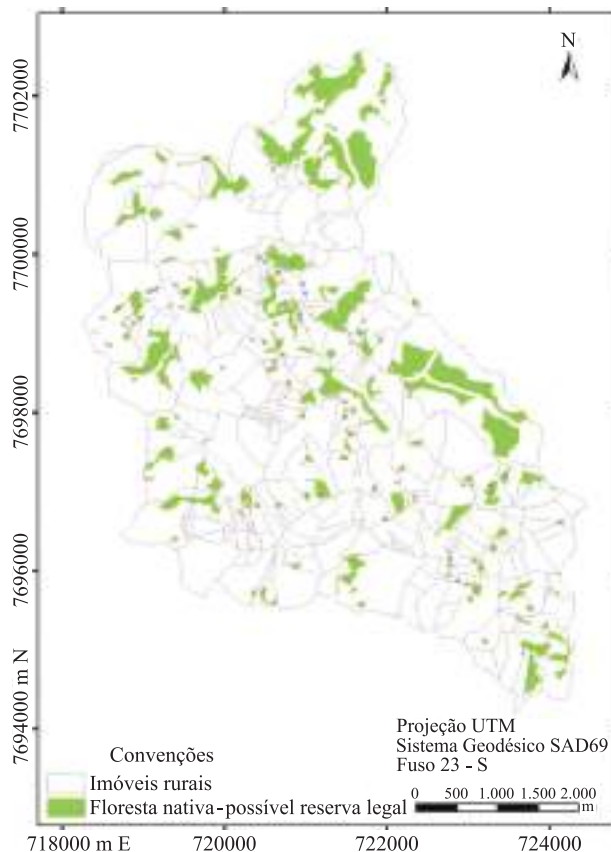 N
7702000
7700000
7698000
7696000
7694000 m N
Convenções
Imóveis rurais
Floresta nativa-possível reserva legal
Projeção UTM
Sistema Geodésico SAD69
Fuso 23 - S
0 500 1.000 1.500 2.000
m
718000 m E 720000 722000 724000